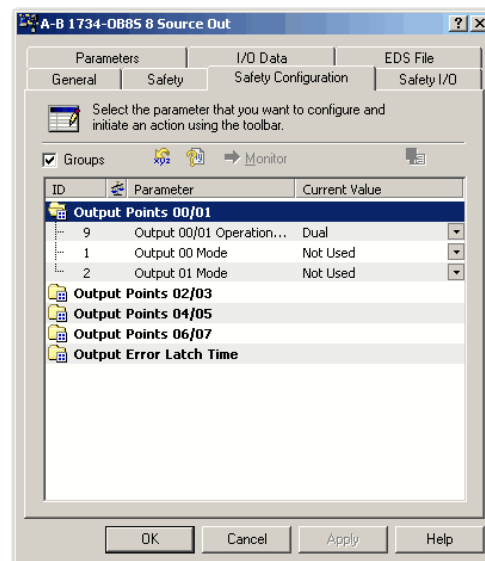 A-B 1734-OB8S 8 Source Out
Parameters I/O Data EDS File
General Safety Safety Configuration Safety I/O
Select the parameter that you want to configure and
initiate an action using the toolbar.
Groups Monitor
ID Parameter Current Value
Output Points 00/01
9 Output 00/01 Operation... Dual
1 Output 00 Mode Not Used
2 Output 01 Mode Not Used
Output Points 02/03
Output Points 04/05
Output Points 06/07
Output Error Latch Time
OK Cancel Apply Help